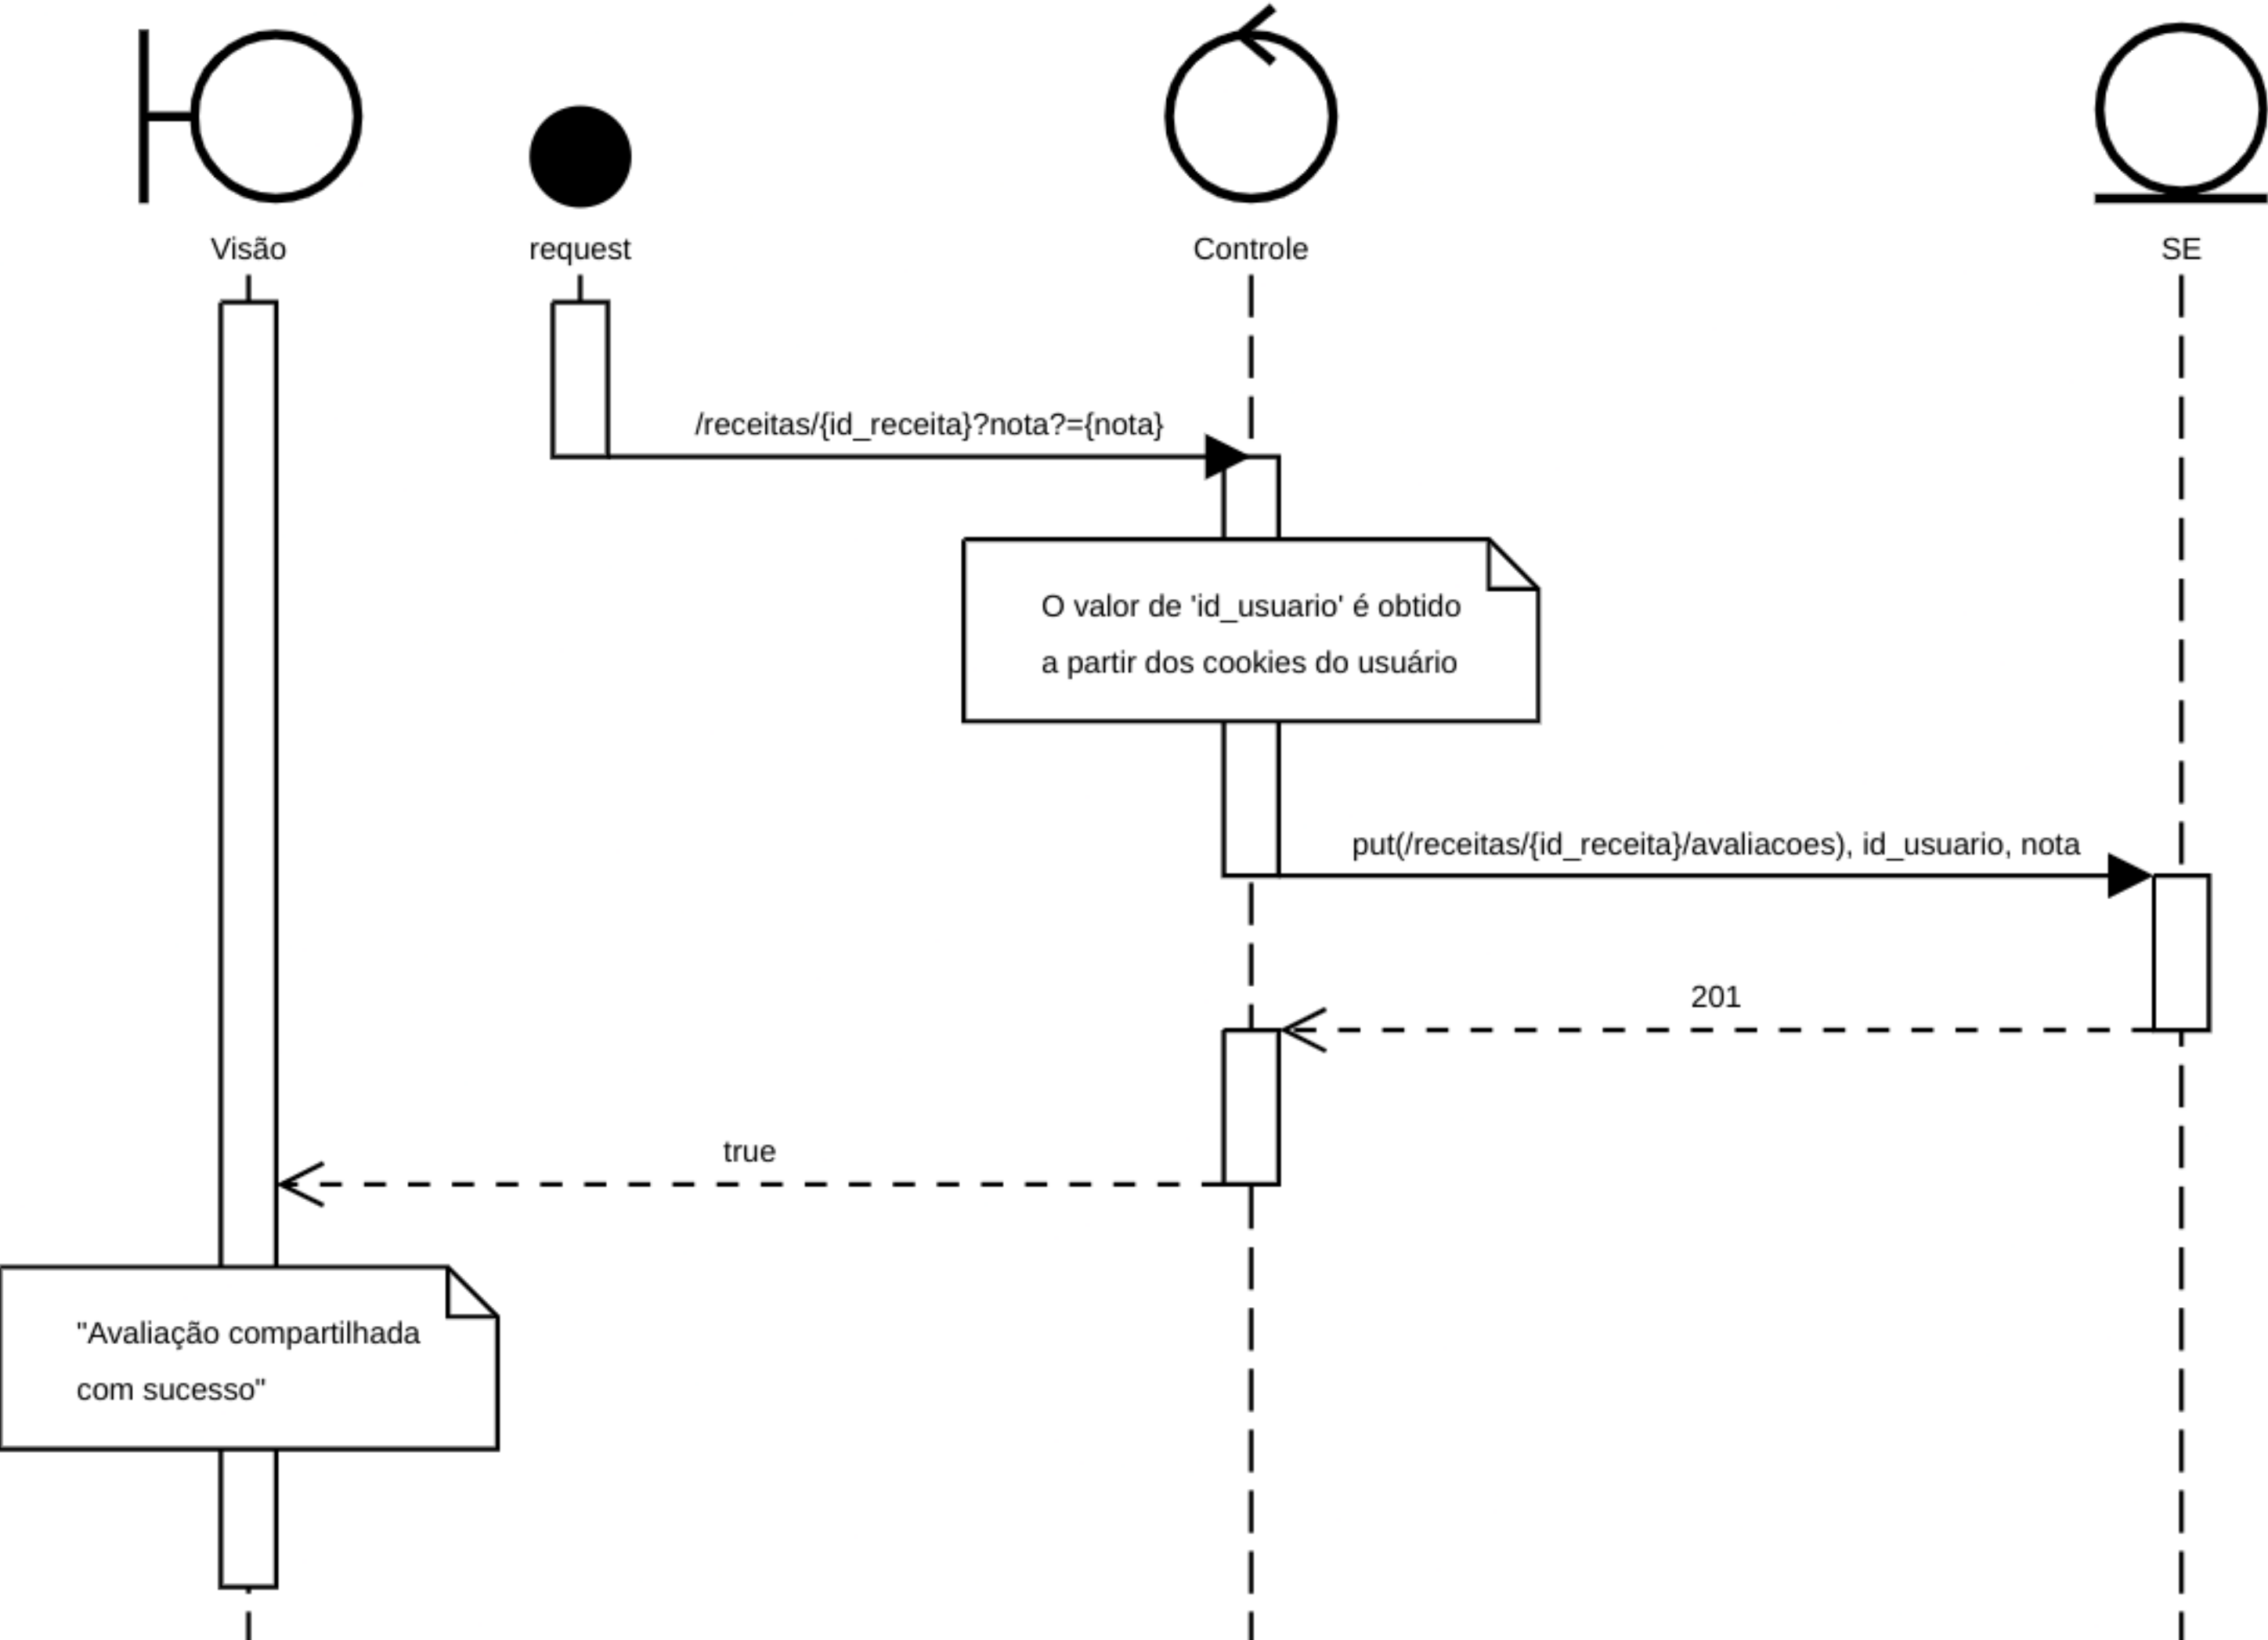 Visão
request
Controle
SE
/receitas/{id_receita}?nota?={nota}
O valor de 'id_usuario' é obtido
a partir dos cookies do usuário
put(/receitas/{id_receita}/avaliacoes), id_usuario, nota
201
true
"Avaliação compartilhada
com sucesso"